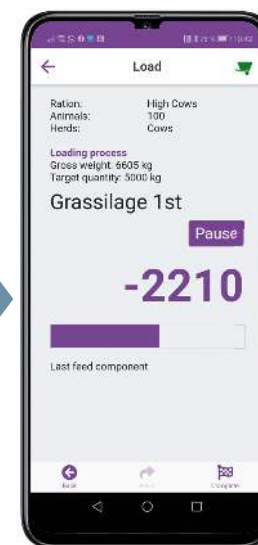 Load
Ration: High Cows
Animals: 100
Herds: Cows
Loading process
Gross weight: 6605 kg
Target quantity: 5000 kg
Grassilage 1st
Pause
-2210
Last feed component
Back
Complete